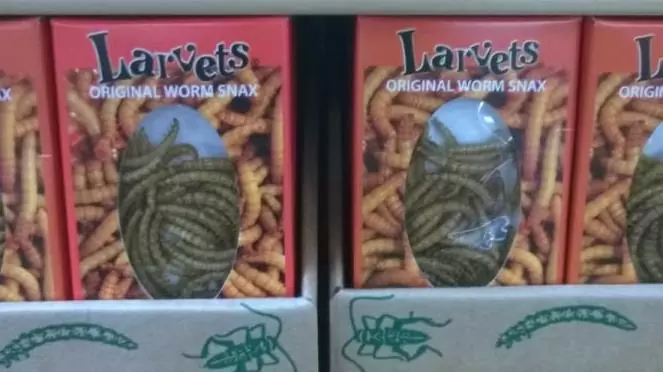 Larvets
ORIGINAL WORM SNAX
Larvets
ORIGINAL WORM SNAX